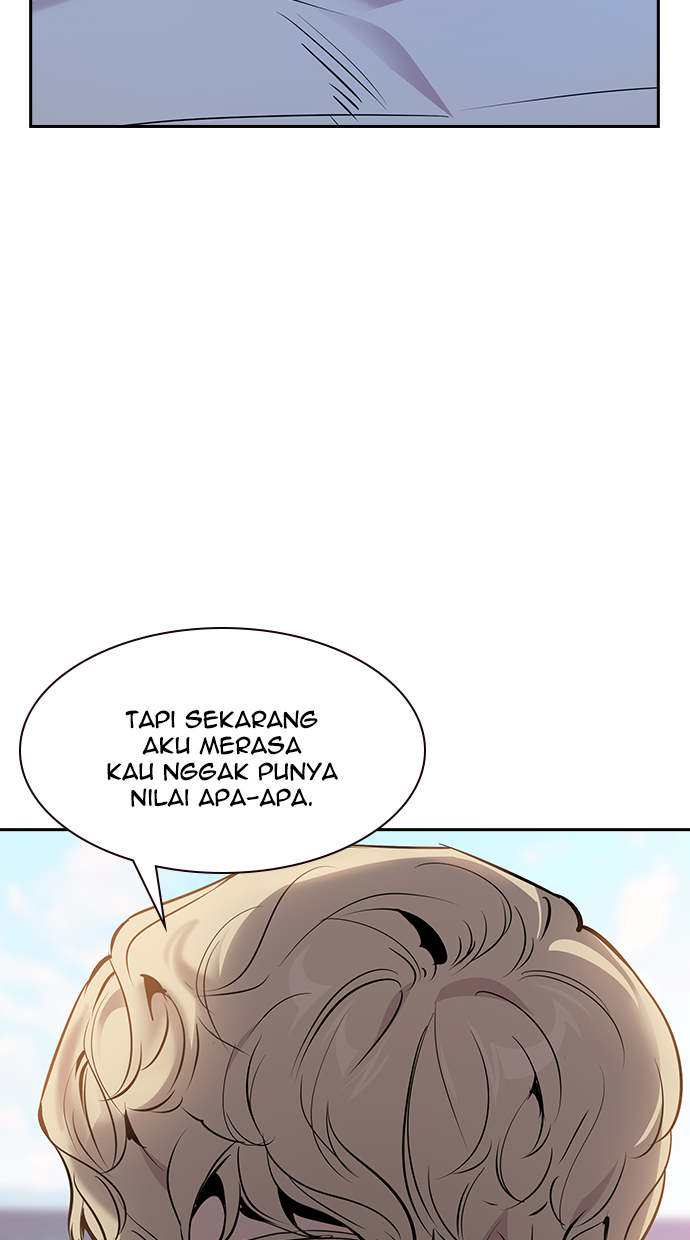 TAPI SEKARANG
AKU MERASA
KAU NGGAK PUNYA
NILAI APA-APA.